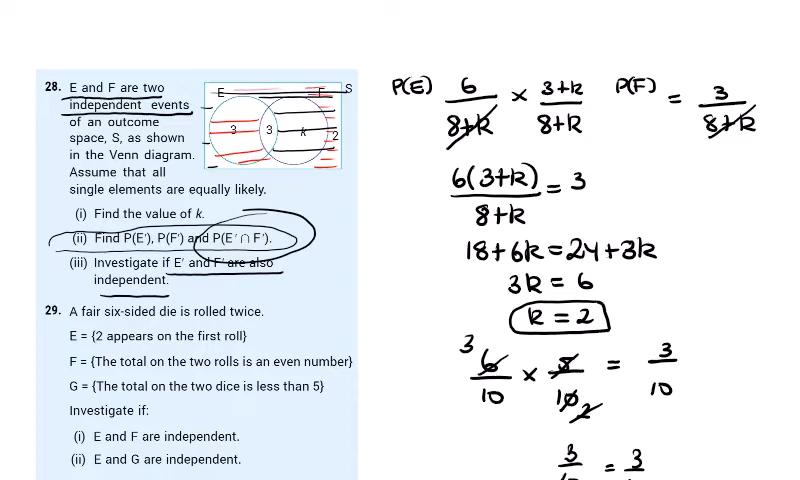 28. E and F are two
independent events
of an outcome
space, S, as shown
in the Venn diagram.
Assume that all
single elements are equally likely.
E F S
3 3 k 2
(i) Find the value of k.
(ii) Find P(E′), P(F′) and P(E′ ∩ F′).
(iii) Investigate if E′ and F′ are also
independent.
29. A fair six-sided die is rolled twice.
E = {2 appears on the first roll}
F = {The total on the two rolls is an even number}
G = {The total on the two dice is less than 5}
Investigate if:
(i) E and F are independent.
(ii) E and G are independent.
P(E) 6/8+k × 3+k/8+k P(F) = 3/8+k
6(3+k)/8+k = 3
18+6k = 24+3k
3k = 6
k = 2
3 6/10 × 5/10 2 = 3/10
3/10 = 3/